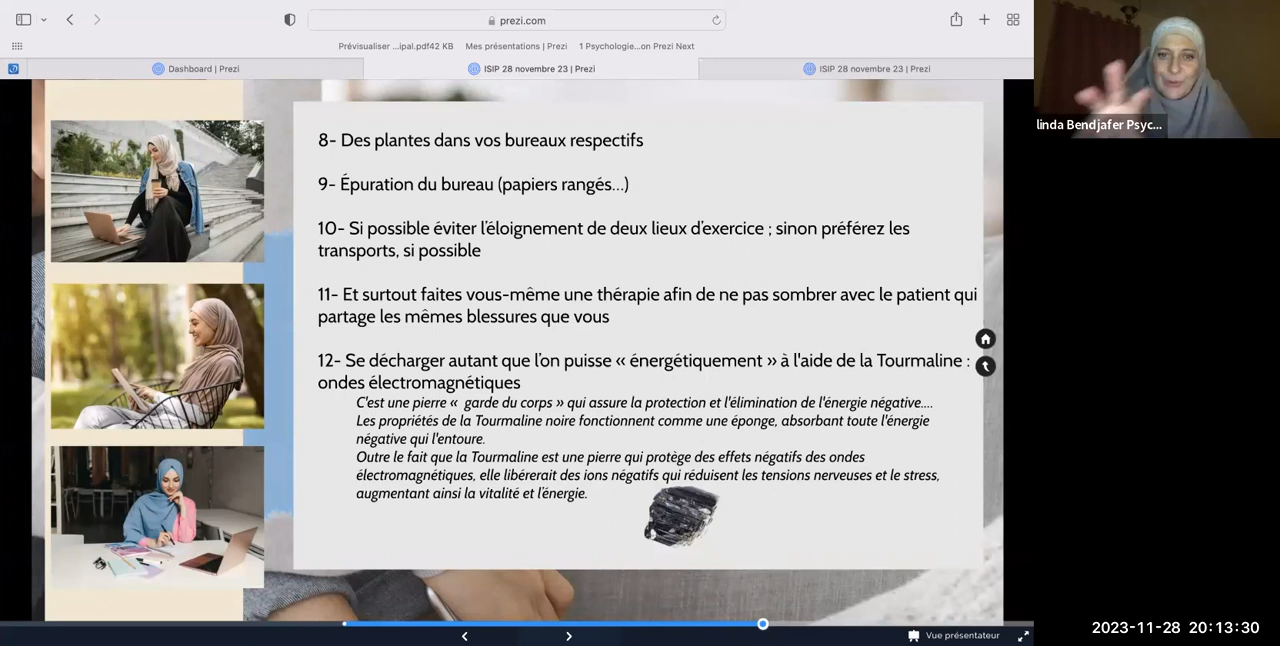 prezi.com
Prévisualiser ...ipal.pdf42 KB
Mes présentations | Prezi
1 Psychologie...on Prezi Next
Dashboard | Prezi
ISIP 28 novembre 23 | Prezi
ISIP 28 novembre 23 | Prezi
linda Bendjafer Psyc...
8- Des plantes dans vos bureaux respectifs
9- Épuration du bureau (papiers rangés...)
10- Si possible éviter l'éloignement de deux lieux d'exercice ; sinon préférez les
transports, si possible
11- Et surtout faites vous-même une thérapie afin de ne pas sombrer avec le patient qui
partage les mêmes blessures que vous
12- Se décharger autant que l'on puisse « énergétiquement » à l'aide de la Tourmaline :
ondes électromagnétiques
C'est une pierre « garde du corps » qui assure la protection et l'élimination de l'énergie négative....
Les propriétés de la Tourmaline noire fonctionnent comme une éponge, absorbant toute l'énergie
négative qui l'entoure.
Outre le fait que la Tourmaline est une pierre qui protège des effets négatifs des ondes
électromagnétiques, elle libérerait des ions négatifs qui réduisent les tensions nerveuses et le stress,
augmentant ainsi la vitalité et l'énergie.
Vue présentateur
2023-11-28 20:13:30